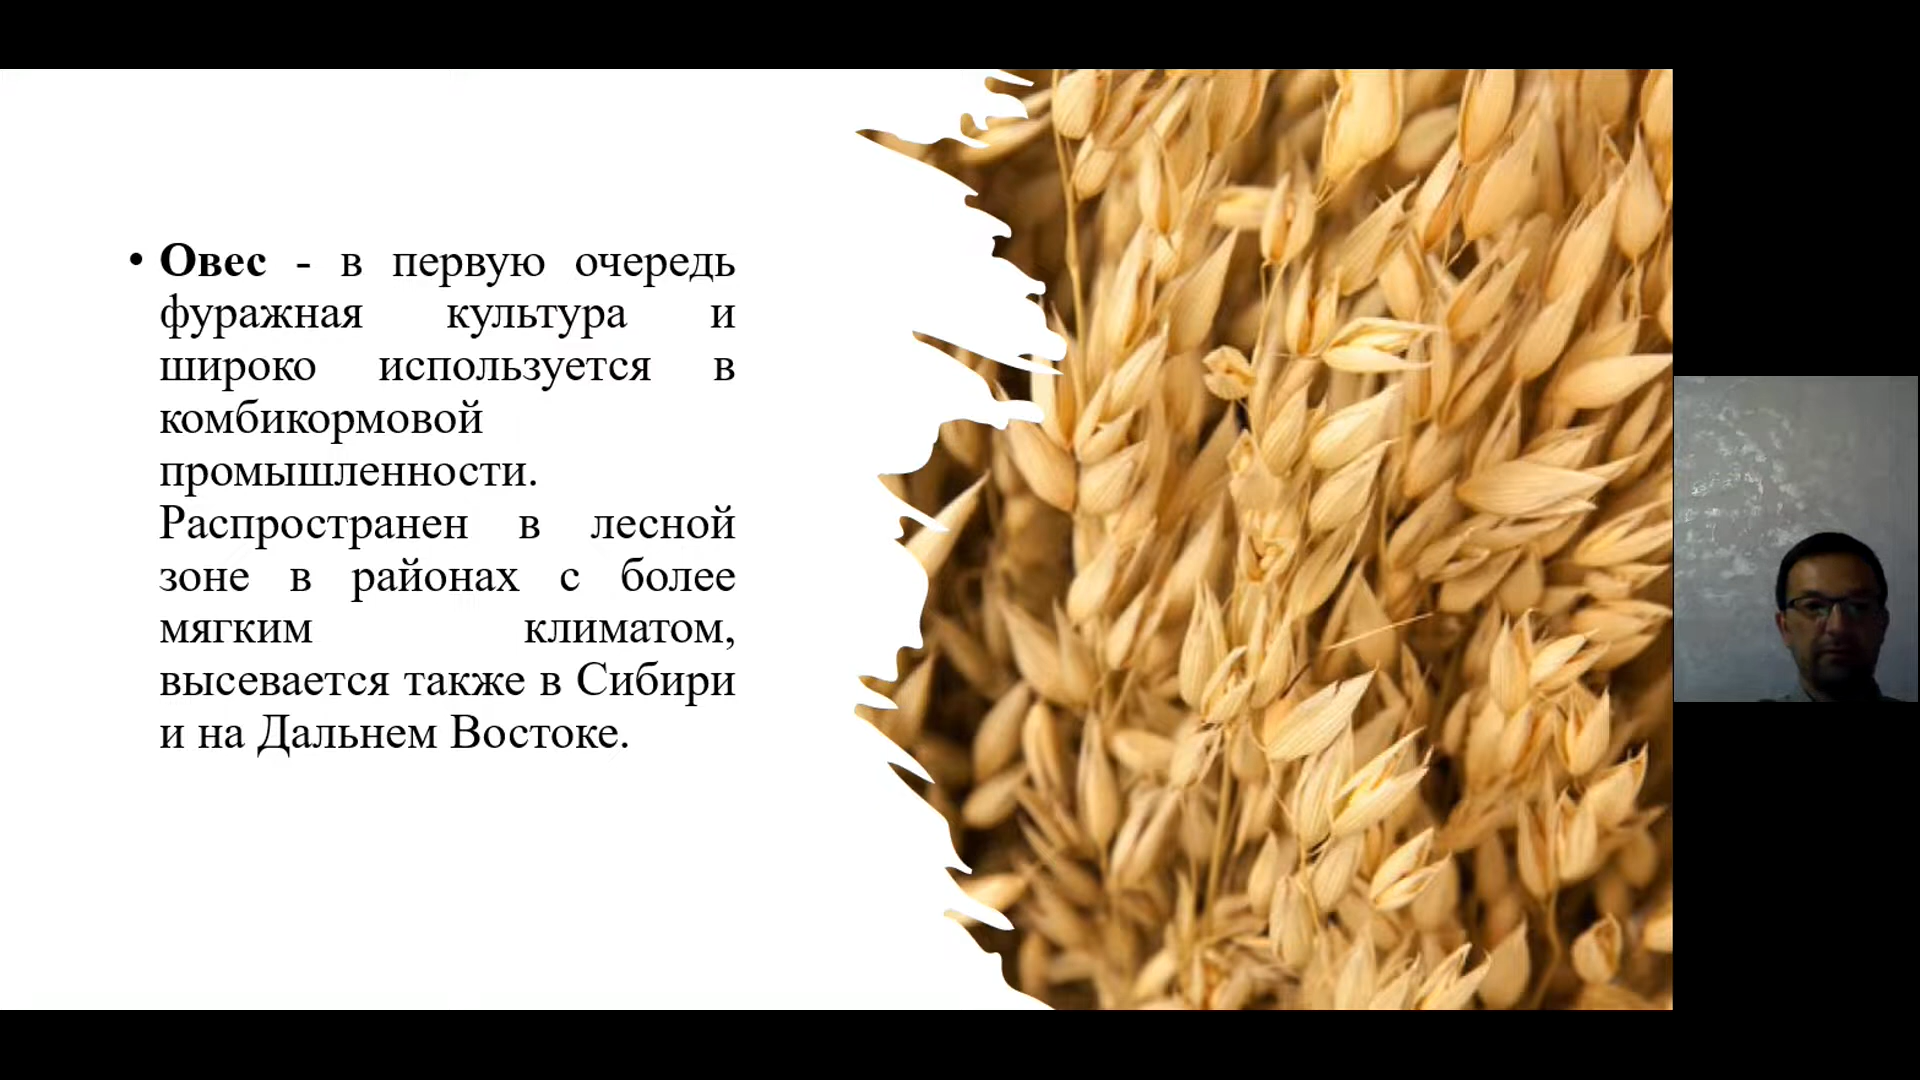 • Овес - в первую очередь
фуражная культура и
широко используется в
комбикормовой
промышленности.
Распространен в лесной
зоне в районах с более
мягким климатом,
высевается также в Сибири
и на Дальнем Востоке.